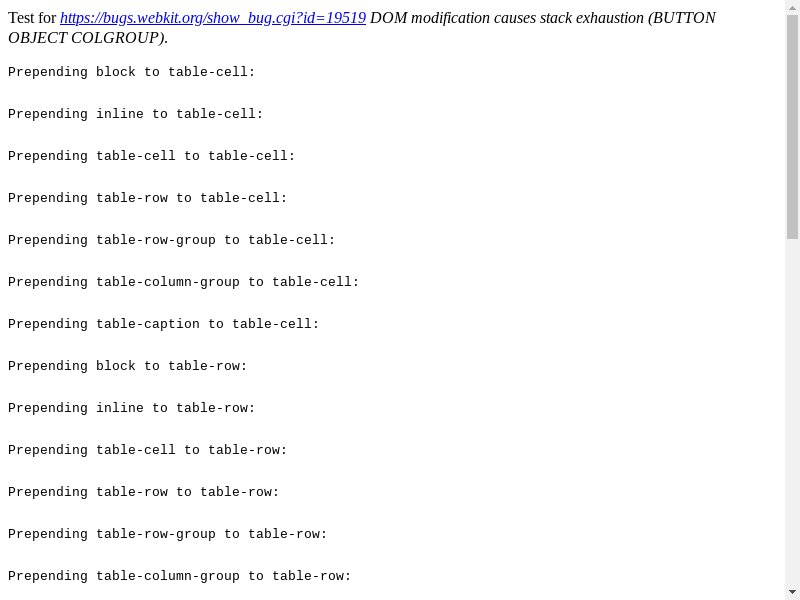 Test for https://bugs.webkit.org/show_bug.cgi?id=19519 DOM modification causes stack exhaustion (BUTTON
OBJECT COLGROUP).
Prepending block to table-cell:
Prepending inline to table-cell:
Prepending table-cell to table-cell:
Prepending table-row to table-cell:
Prepending table-row-group to table-cell:
Prepending table-column-group to table-cell:
Prepending table-caption to table-cell:
Prepending block to table-row:
Prepending inline to table-row:
Prepending table-cell to table-row:
Prepending table-row to table-row:
Prepending table-row-group to table-row:
Prepending table-column-group to table-row: